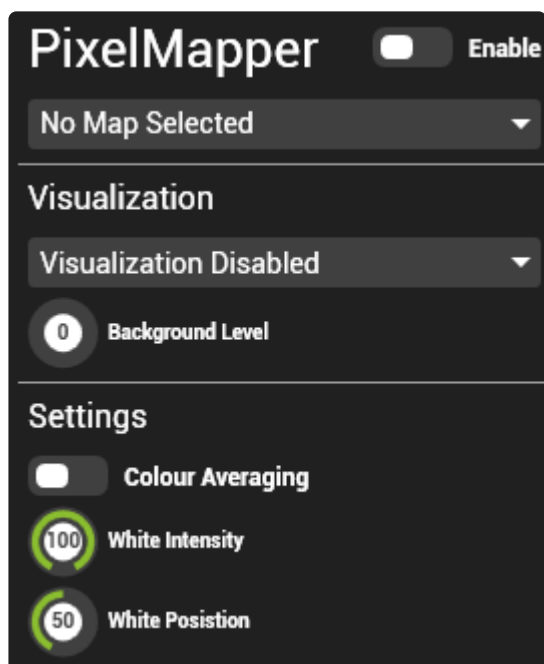 PixelMapper
Enable
No Map Selected
Visualization
Visualization Disabled
0 Background Level
Settings
Colour Averaging
100 White Intensity
50 White Posistion